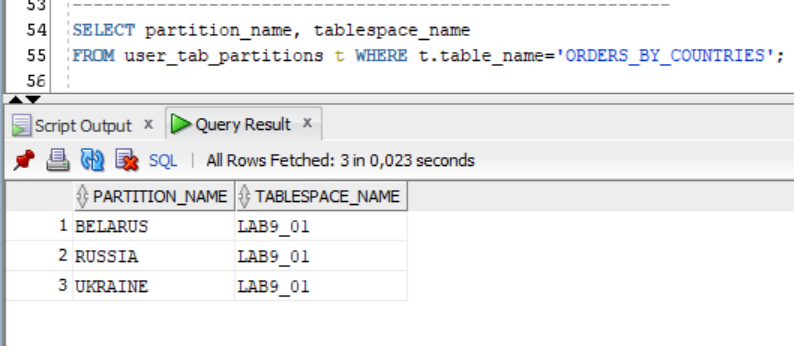 53 ----------------------------------------------------------
54 SELECT partition_name, tablespace_name
55 FROM user_tab_partitions t WHERE t.table_name='ORDERS_BY_COUNTRIES';
56
Script Output x Query Result x
SQL | All Rows Fetched: 3 in 0,023 seconds
PARTITION_NAME TABLESPACE_NAME
1 BELARUS LAB9_01
2 RUSSIA LAB9_01
3 UKRAINE LAB9_01